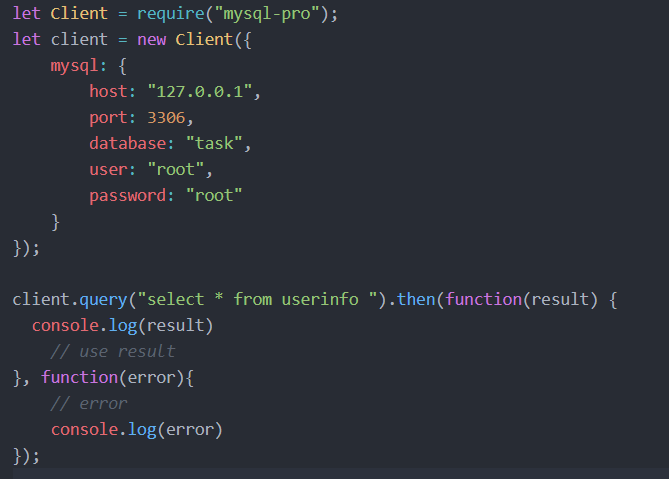 let Client = require("mysql-pro");
let client = new Client({
    mysql: {
        host: "127.0.0.1",
        port: 3306,
        database: "task",
        user: "root",
        password: "root"
    }
});

client.query("select * from userinfo ").then(function(result) {
  console.log(result)
    // use result
}, function(error){
    // error
    console.log(error)
});